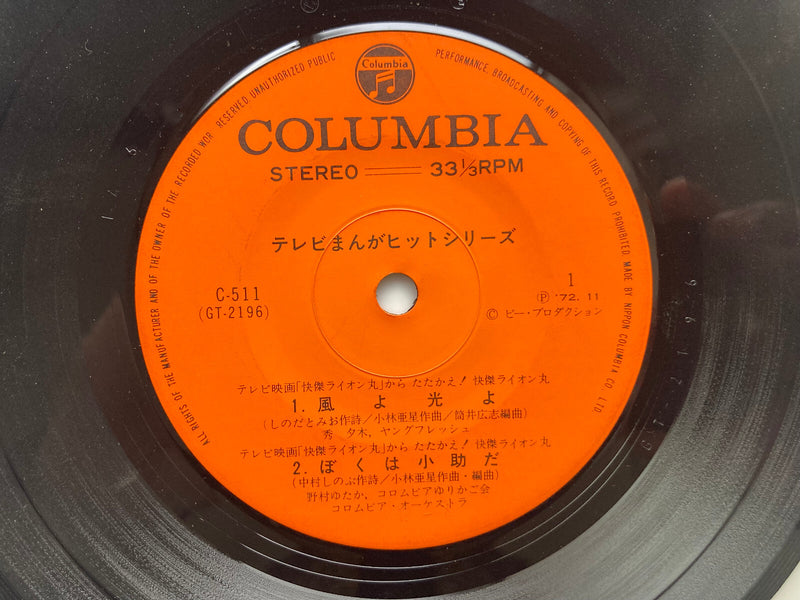 Columbia
COLUMBIA
STEREO 33⅓RPM
テレビまんがヒットシリーズ
C-511
(GT-2196)
1
Ⓟ '72. 11
© ピー・プロダクション
テレビ映画「快傑ライオン丸」から たたかえ! 快傑ライオン丸
1. 風よ光よ
(しのだとみお作詩/小林亜星作曲/筒井広志編曲)
秀 夕木, ヤングフレッシュ
テレビ映画「快傑ライオン丸」から たたかえ! 快傑ライオン丸
2. ぼくは小助だ
(中村しのぶ作詩/小林亜星作曲・編曲)
野村ゆたか, コロムビアゆりかご会
コロムビア・オーケストラ
ALL RIGHTS OF THE MANUFACTURER AND OF THE OWNER OF THE RECORDED WOR RESERVED. UNAUTHORIZED PUBLIC
PERFORMANCE, BROADCASTING AND COPYING OF THIS RECORD PROHIBITED. MADE BY NIPPON COLUMBIA CO. LTD.